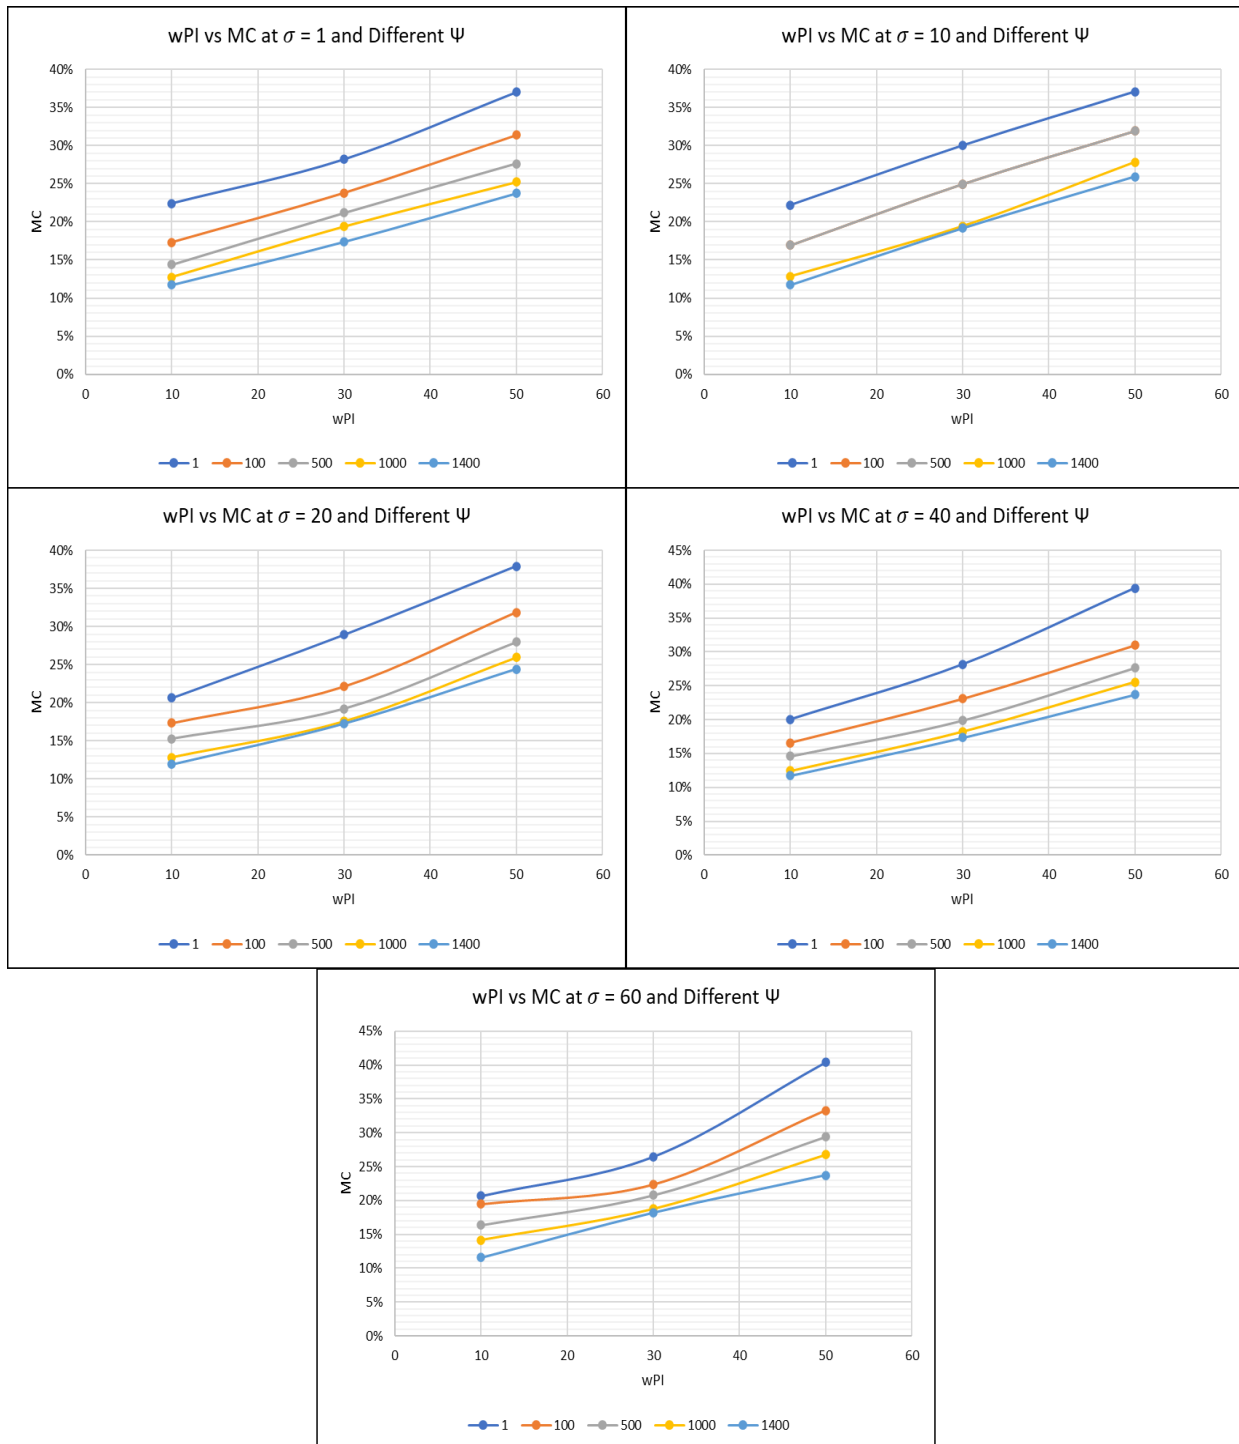 wPI vs MC at σ = 1 and Different Ψ
40%
35%
30%
25%
20%
15%
10%
5%
0%
MC
0 10 20 30 40 50 60
wPI
1 100 500 1000 1400
wPI vs MC at σ = 10 and Different Ψ
40%
35%
30%
25%
20%
15%
10%
5%
0%
MC
0 10 20 30 40 50 60
wPI
1 100 500 1000 1400
wPI vs MC at σ = 20 and Different Ψ
40%
35%
30%
25%
20%
15%
10%
5%
0%
MC
0 10 20 30 40 50 60
wPI
1 100 500 1000 1400
wPI vs MC at σ = 40 and Different Ψ
45%
40%
35%
30%
25%
20%
15%
10%
5%
0%
MC
0 10 20 30 40 50 60
wPI
1 100 500 1000 1400
wPI vs MC at σ = 60 and Different Ψ
45%
40%
35%
30%
25%
20%
15%
10%
5%
0%
MC
0 10 20 30 40 50 60
wPI
1 100 500 1000 1400